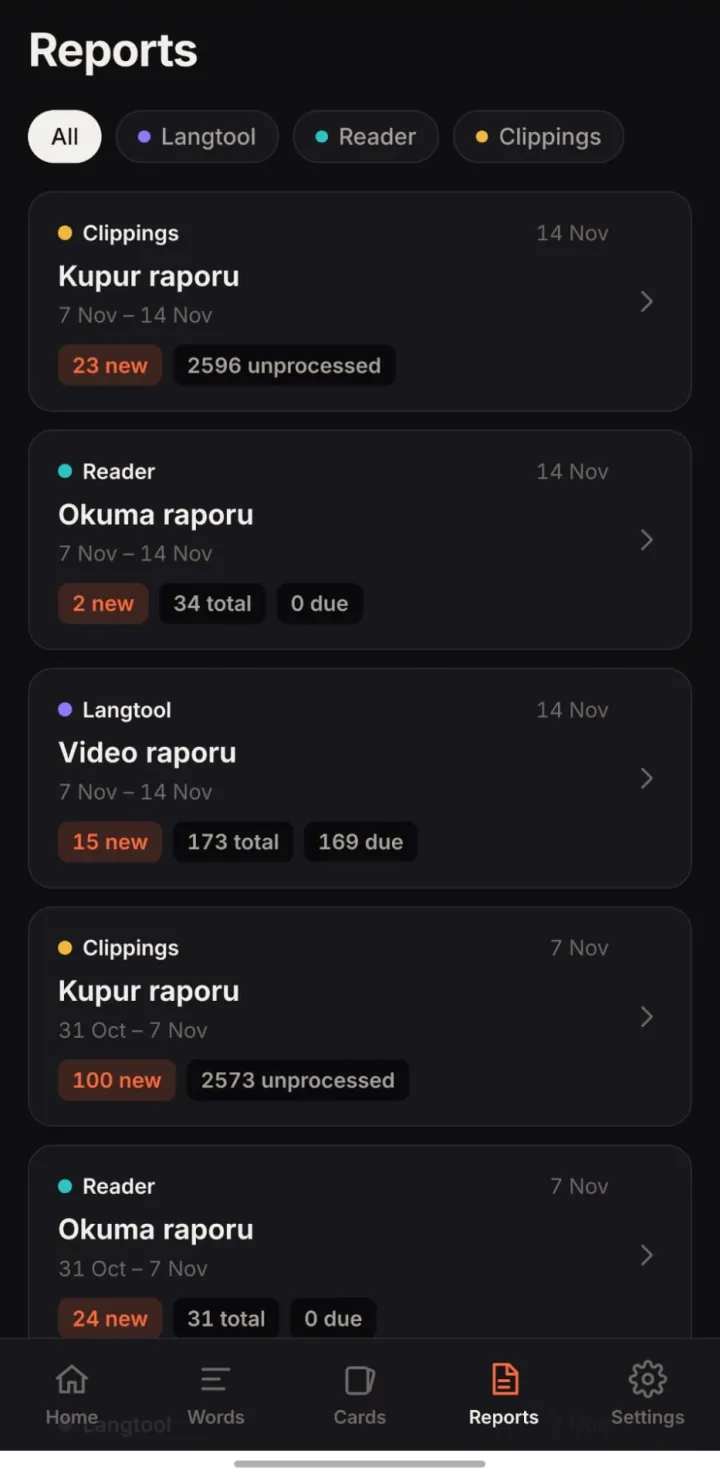 Reports
All
Langtool
Reader
Clippings
Clippings 14 Nov
Kupur raporu
7 Nov – 14 Nov
23 new 2596 unprocessed
Reader 14 Nov
Okuma raporu
7 Nov – 14 Nov
2 new 34 total 0 due
Langtool 14 Nov
Video raporu
7 Nov – 14 Nov
15 new 173 total 169 due
Clippings 7 Nov
Kupur raporu
31 Oct – 7 Nov
100 new 2573 unprocessed
Reader 7 Nov
Okuma raporu
31 Oct – 7 Nov
24 new 31 total 0 due
Home Words Cards Reports Settings
Langtool